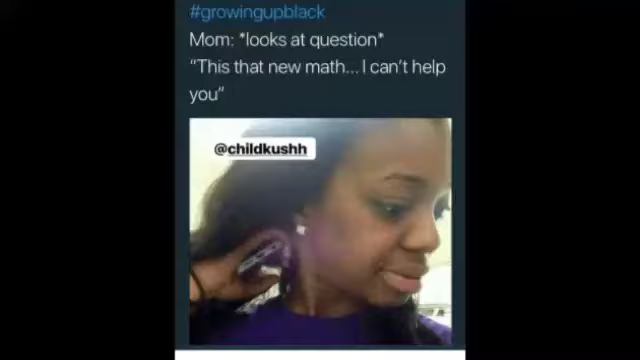 #growingupblack
Mom: *looks at question*
“This that new math... I can’t help
you”
@childkushh